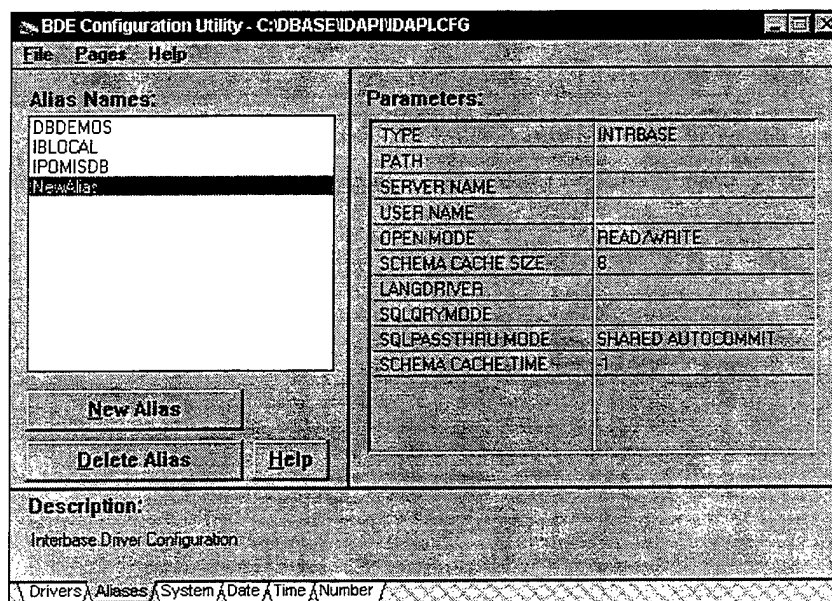 BDE Configuration Utility - C:\DBASE\IDAPI\IDAPI.CFG
File Pages Help
Alias Names:
DBDEMOS
IBLOCAL
IPOMISDB
NewAlias
New Alias
Delete Alias
Help
Parameters:
TYPE INTRBASE
PATH
SERVER NAME
USER NAME
OPEN MODE READ/WRITE
SCHEMA CACHE SIZE 8
LANGDRIVER
SQLQRYMODE
SQLPASSTHRU MODE SHARED AUTOCOMMIT
SCHEMA CACHE TIME -1
Description:
Interbase Driver Configuration
Drivers Aliases System Date Time Number